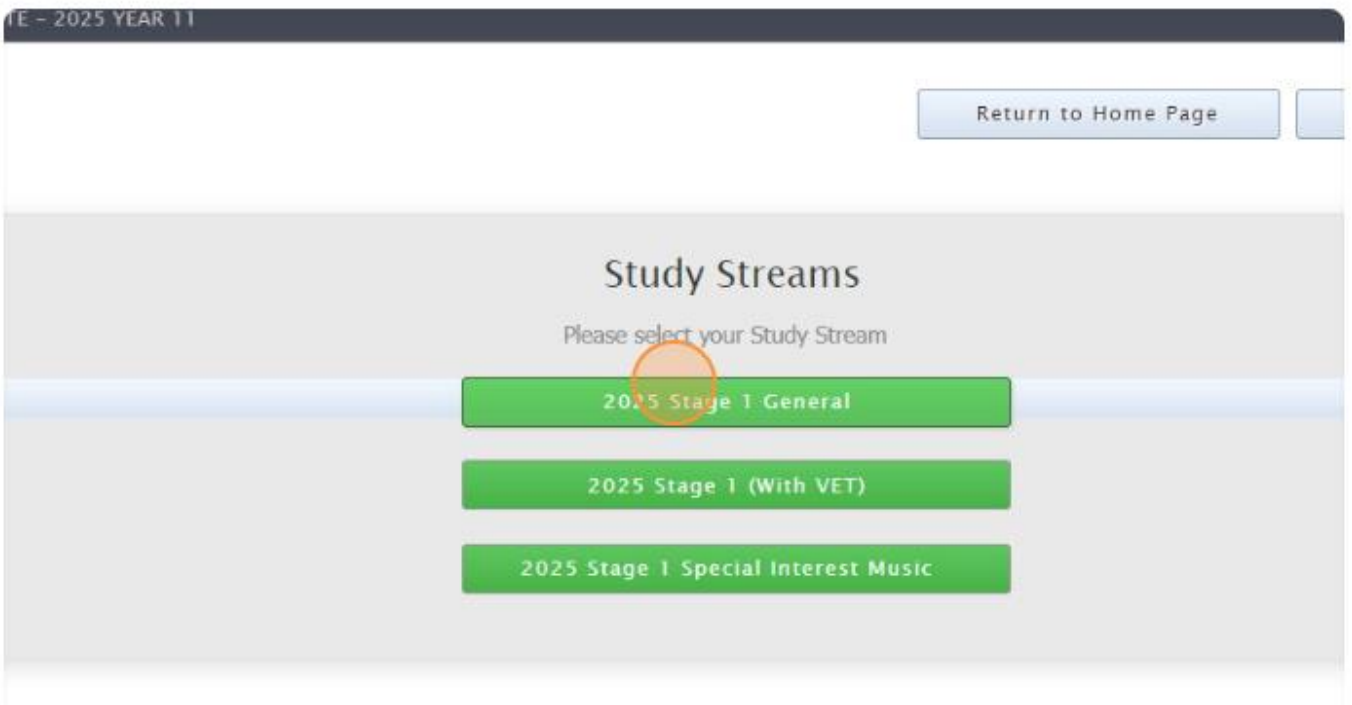 TE – 2025 YEAR 11
Return to Home Page
Study Streams
Please select your Study Stream
2025 Stage 1 General
2025 Stage 1 (With VET)
2025 Stage 1 Special Interest Music